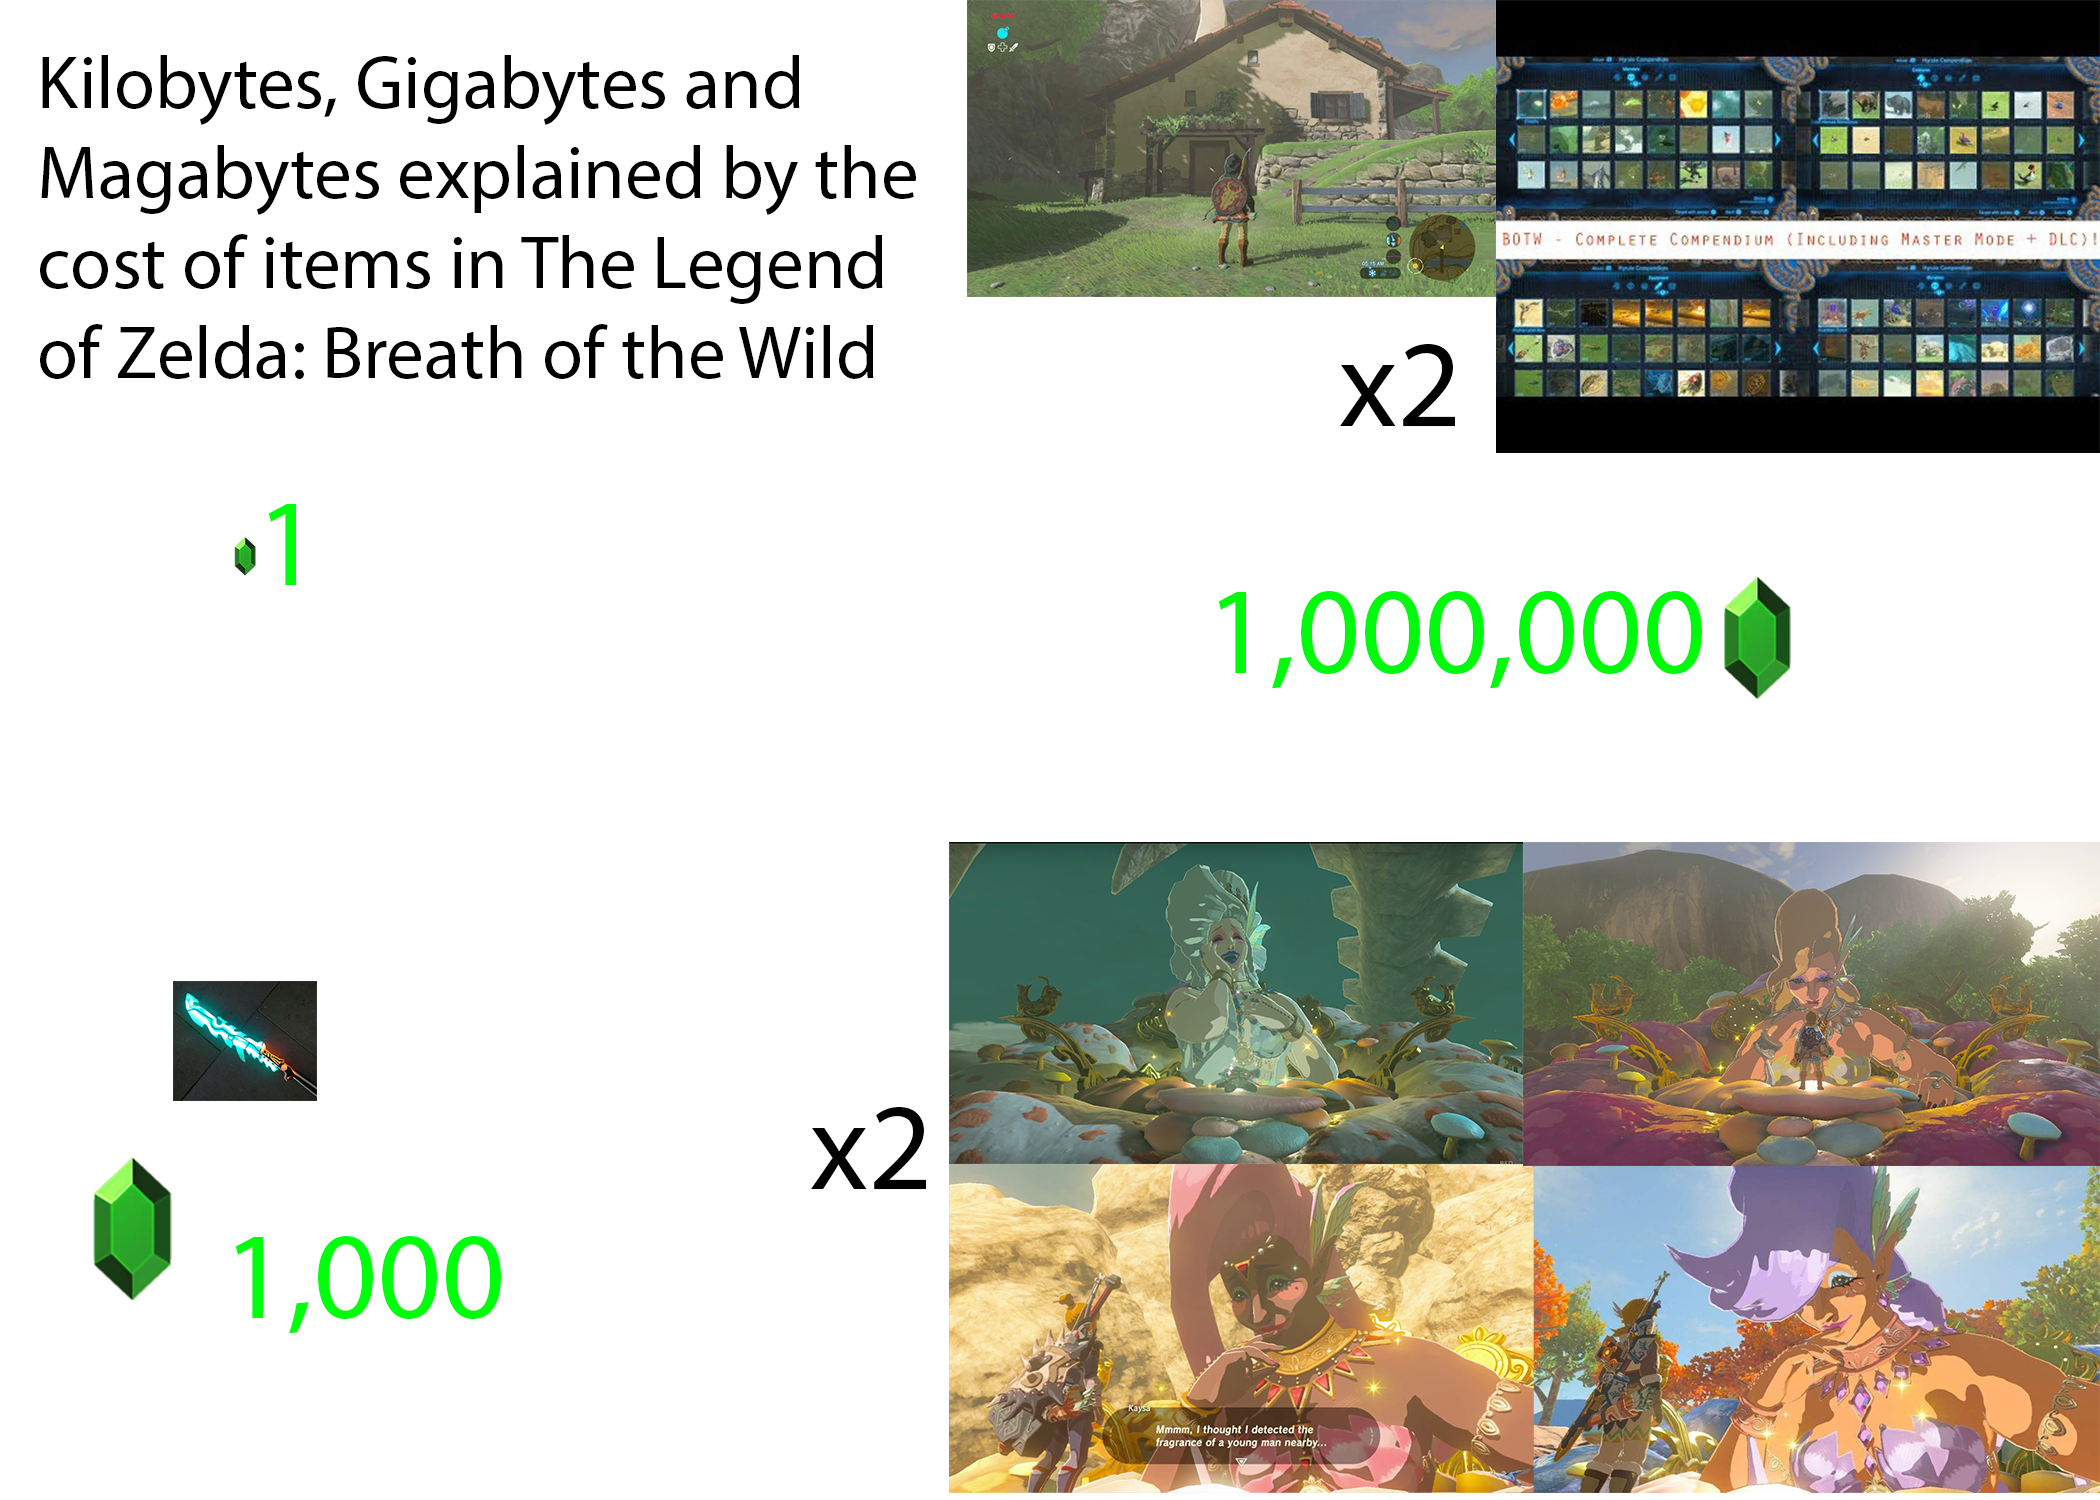 Kilobytes, Gigabytes and
Magabytes explained by the
cost of items in The Legend
of Zelda: Breath of the Wild
BOTW - Complete Compendium (Including Master Mode + DLC)!
x2
1
1,000,000
x2
1,000
Kaysa
Mmmm, I thought I detected the
fragrance of a young man nearby...